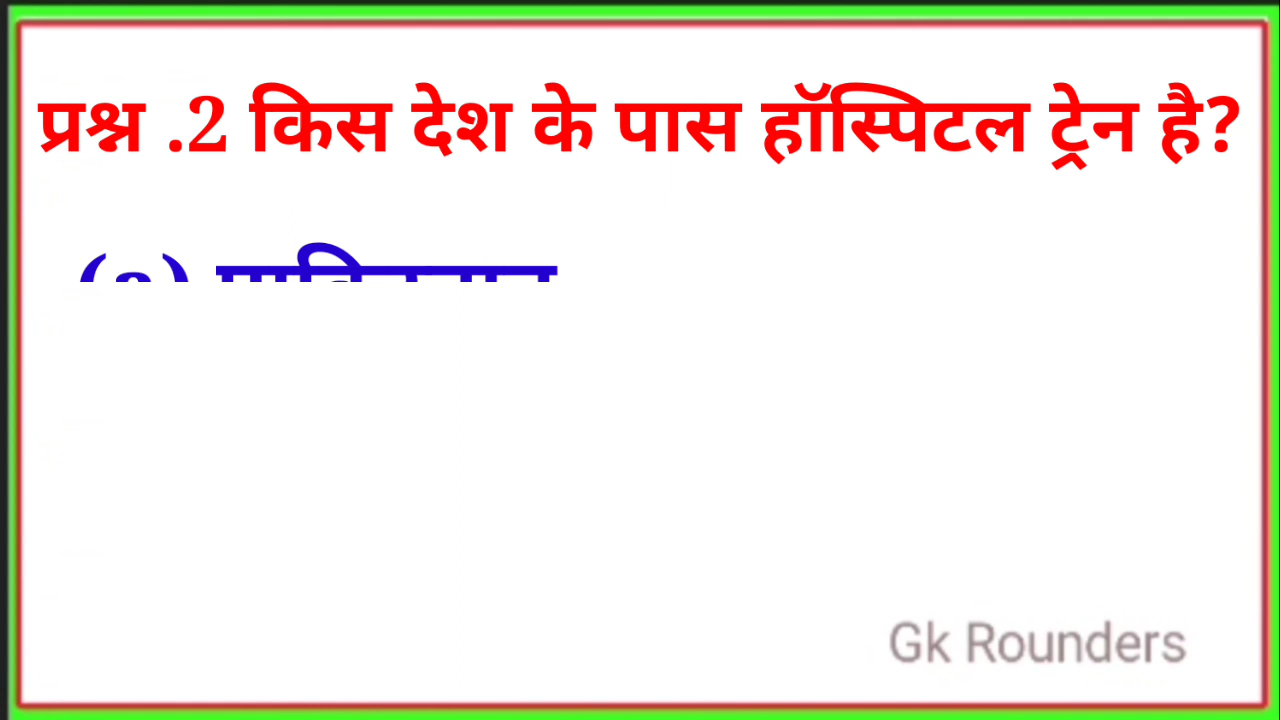 प्रश्न .2 किस देश के पास हॉस्पिटल ट्रेन है?
Gk Rounders